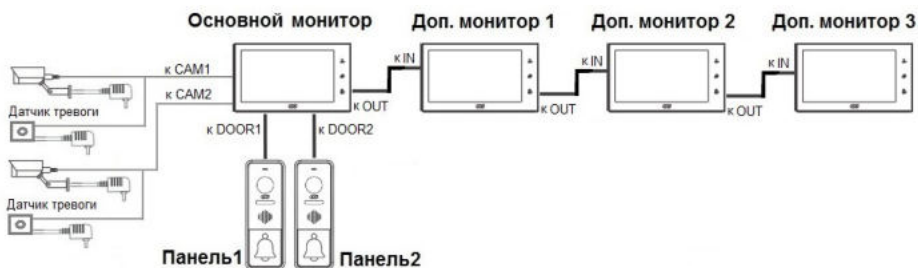 Основной монитор
Доп. монитор 1
Доп. монитор 2
Доп. монитор 3
к IN
к IN
к IN
к CAM1
к CAM2
к OUT
к OUT
к OUT
Датчик тревоги
к DOOR1
к DOOR2
Датчик тревоги
Панель1
Панель2